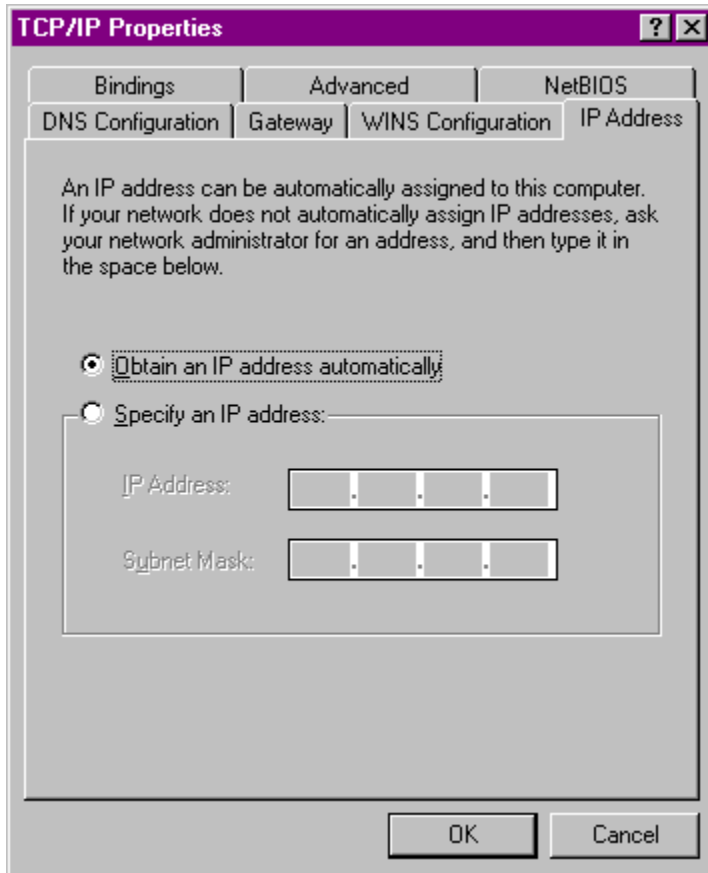 TCP/IP Properties
Bindings Advanced NetBIOS
DNS Configuration Gateway WINS Configuration IP Address
An IP address can be automatically assigned to this computer.
If your network does not automatically assign IP addresses, ask
your network administrator for an address, and then type it in
the space below.
Obtain an IP address automatically
Specify an IP address:
IP Address:
Subnet Mask:
OK Cancel